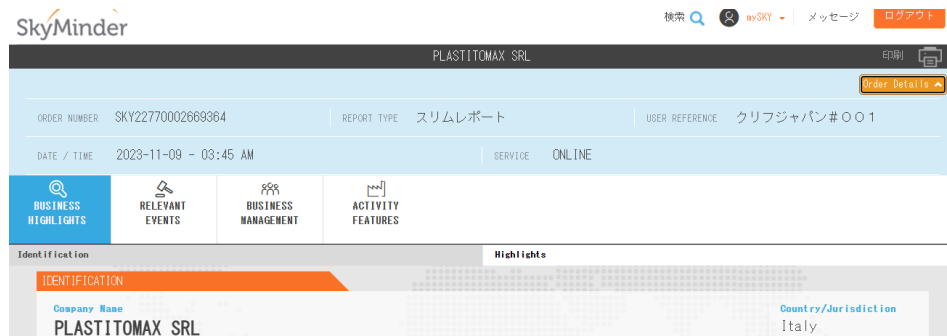 SkyMinder
検索 mySKY メッセージ ログアウト
PLASTITOMAX SRL 印刷
Order Details
ORDER NUMBER SKY22770002669364 REPORT TYPE スリムレポート USER REFERENCE クリフジャパン#００１
DATE / TIME 2023-11-09 - 03:45 AM SERVICE ONLINE
BUSINESS HIGHLIGHTS RELEVANT EVENTS BUSINESS MANAGEMENT ACTIVITY FEATURES
Identification Highlights
IDENTIFICATION
Company Name Country/Jurisdiction
PLASTITOMAX SRL Italy